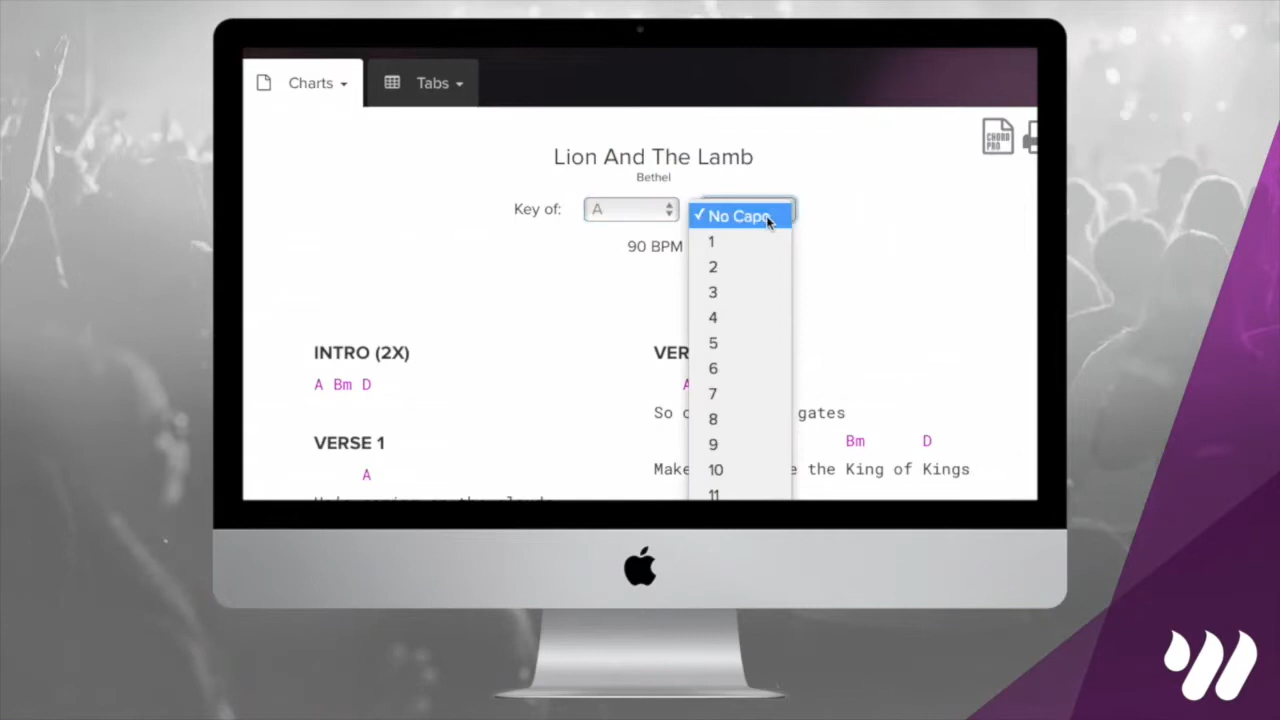 Charts Tabs
CHORD PRO
Lion And The Lamb
Bethel
Key of: A No Capo
1
90 BPM
2
3
4
5
6
7
8
9
10
11
INTRO (2X)
A Bm D
VERSE 1
A
VER
So gates
Bm D
Make the King of Kings